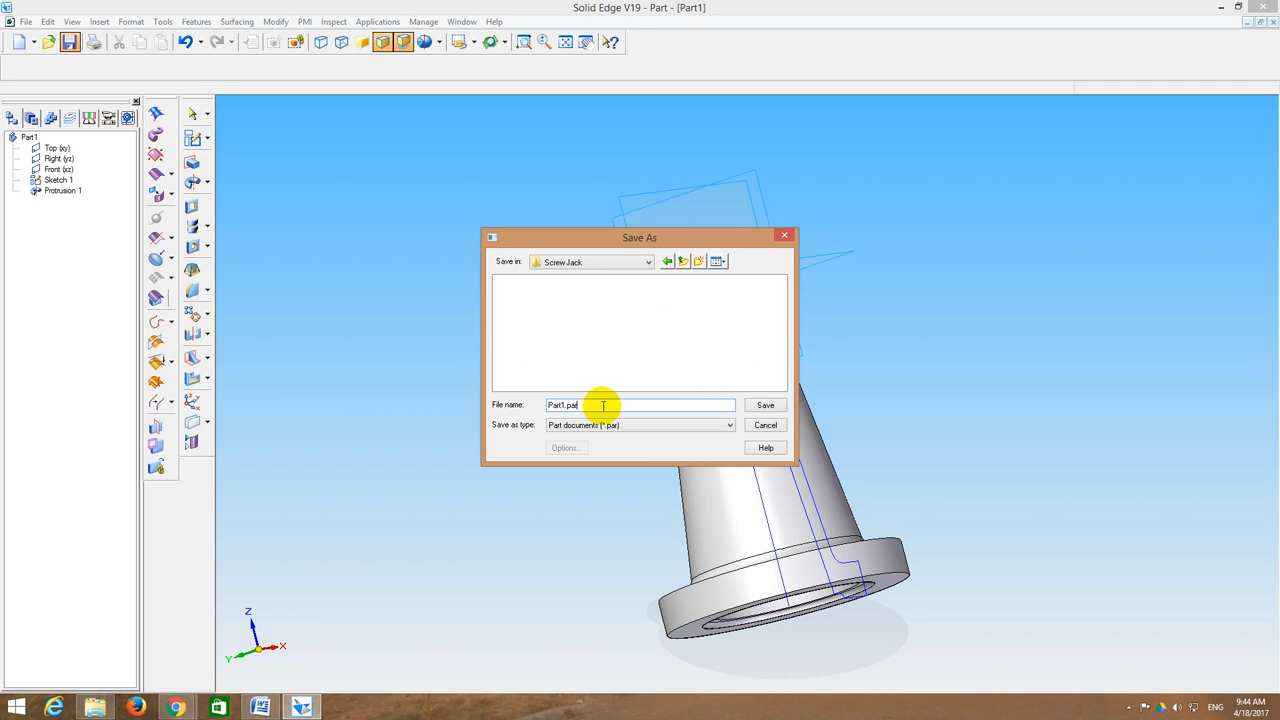 Solid Edge V19 - Part - [Part1]
File Edit View Insert Format Tools Features Surfacing Modify PMI Inspect Applications Manage Window Help
Part1
Top (xy)
Right (yz)
Front (xz)
Sketch 1
Protrusion 1
Save As
Save in: Screw Jack
File name: Part1.par Save
Save as type: Part documents (*.par) Cancel
Options... Help
Z
X
Y
ENG
9:44 AM
4/18/2017